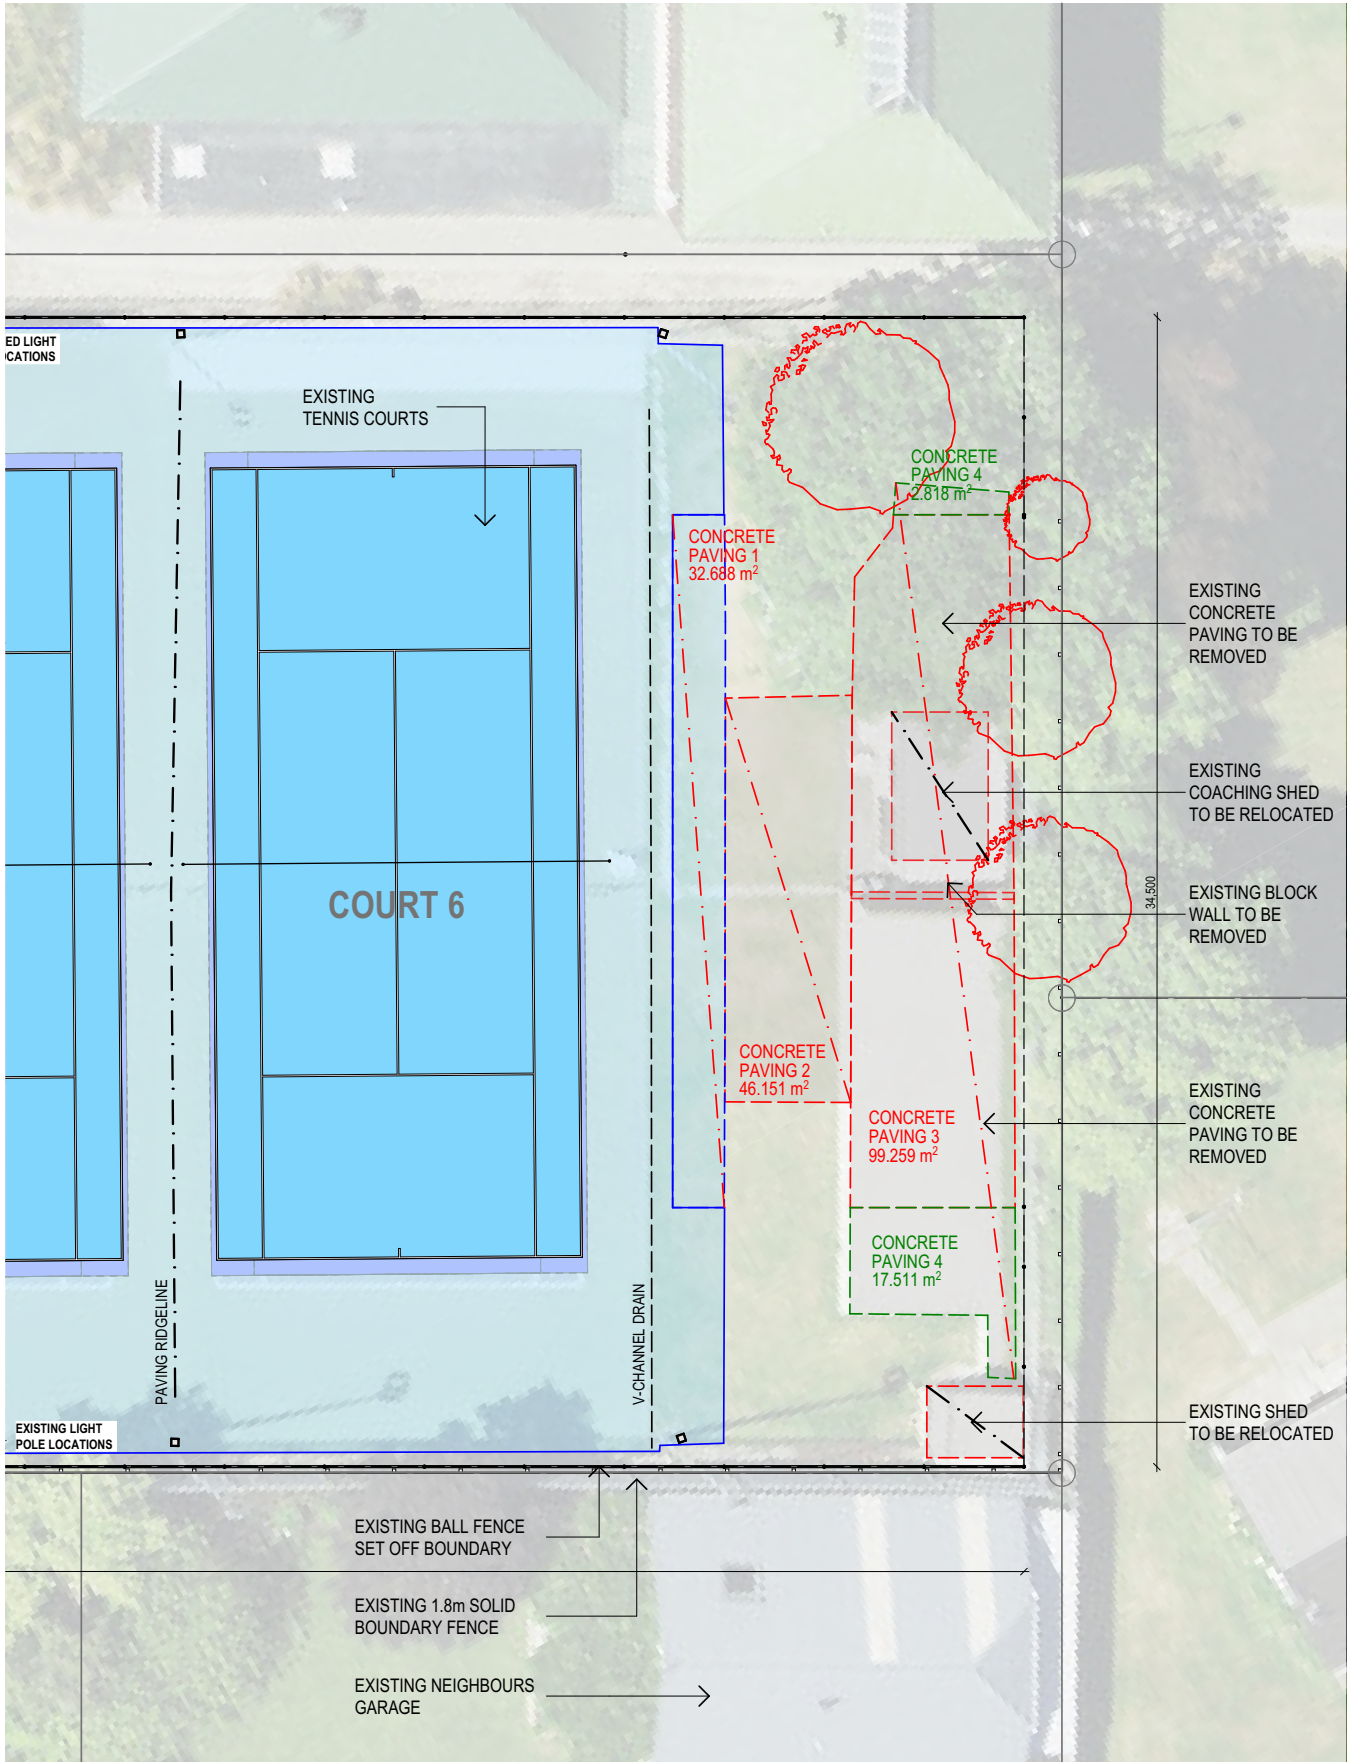 ED LIGHT
OCATIONS
EXISTING
TENNIS COURTS
CONCRETE
PAVING 4
2.818 m²
CONCRETE
PAVING 1
32.688 m²
EXISTING
CONCRETE
PAVING TO BE
REMOVED
EXISTING
COACHING SHED
TO BE RELOCATED
34.500
EXISTING BLOCK
WALL TO BE
REMOVED
COURT 6
CONCRETE
PAVING 2
46.151 m²
CONCRETE
PAVING 3
99.259 m²
EXISTING
CONCRETE
PAVING TO BE
REMOVED
CONCRETE
PAVING 4
17.511 m²
PAVING RIDGELINE
V-CHANNEL DRAIN
EXISTING LIGHT
POLE LOCATIONS
EXISTING SHED
TO BE RELOCATED
EXISTING BALL FENCE
SET OFF BOUNDARY
EXISTING 1.8m SOLID
BOUNDARY FENCE
EXISTING NEIGHBOURS
GARAGE